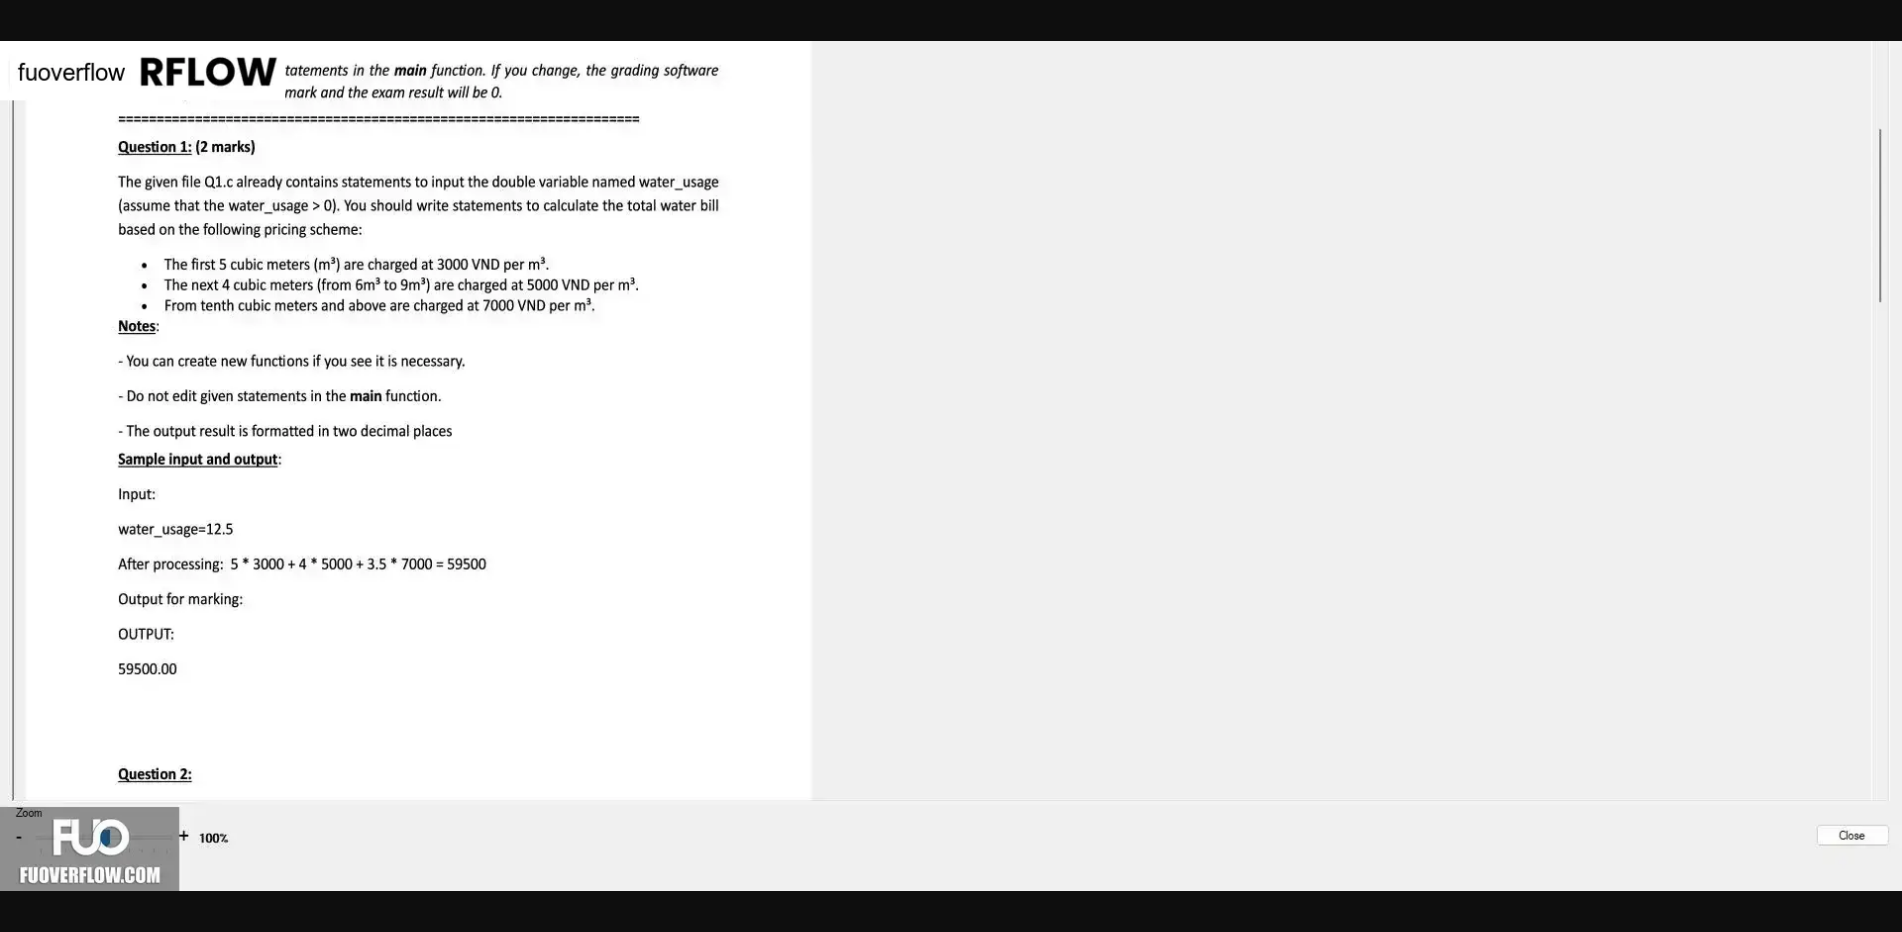 fuoverflow RFLOW tatements in the main function. If you change, the grading software
mark and the exam result will be 0.
====================================================================
Question 1: (2 marks)
The given file Q1.c already contains statements to input the double variable named water_usage
(assume that the water_usage > 0). You should write statements to calculate the total water bill
based on the following pricing scheme:
• The first 5 cubic meters (m³) are charged at 3000 VND per m³.
• The next 4 cubic meters (from 6m³ to 9m³) are charged at 5000 VND per m³.
• From tenth cubic meters and above are charged at 7000 VND per m³.
Notes:
- You can create new functions if you see it is necessary.
- Do not edit given statements in the main function.
- The output result is formatted in two decimal places
Sample input and output:
Input:
water_usage=12.5
After processing: 5 * 3000 + 4 * 5000 + 3.5 * 7000 = 59500
Output for marking:
OUTPUT:
59500.00
Question 2:
Zoom
- + 100%
FUO
FUOVERFLOW.COM
Close